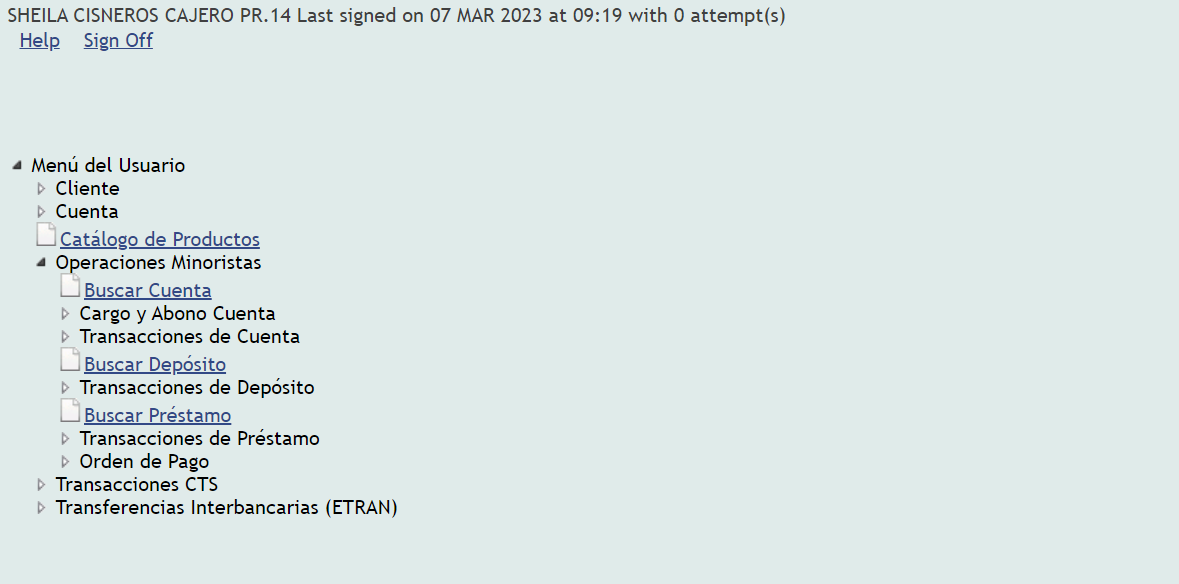 SHEILA CISNEROS CAJERO PR.14 Last signed on 07 MAR 2023 at 09:19 with 0 attempt(s)
Help Sign Off
Menú del Usuario
Cliente
Cuenta
Catálogo de Productos
Operaciones Minoristas
Buscar Cuenta
Cargo y Abono Cuenta
Transacciones de Cuenta
Buscar Depósito
Transacciones de Depósito
Buscar Préstamo
Transacciones de Préstamo
Orden de Pago
Transacciones CTS
Transferencias Interbancarias (ETRAN)